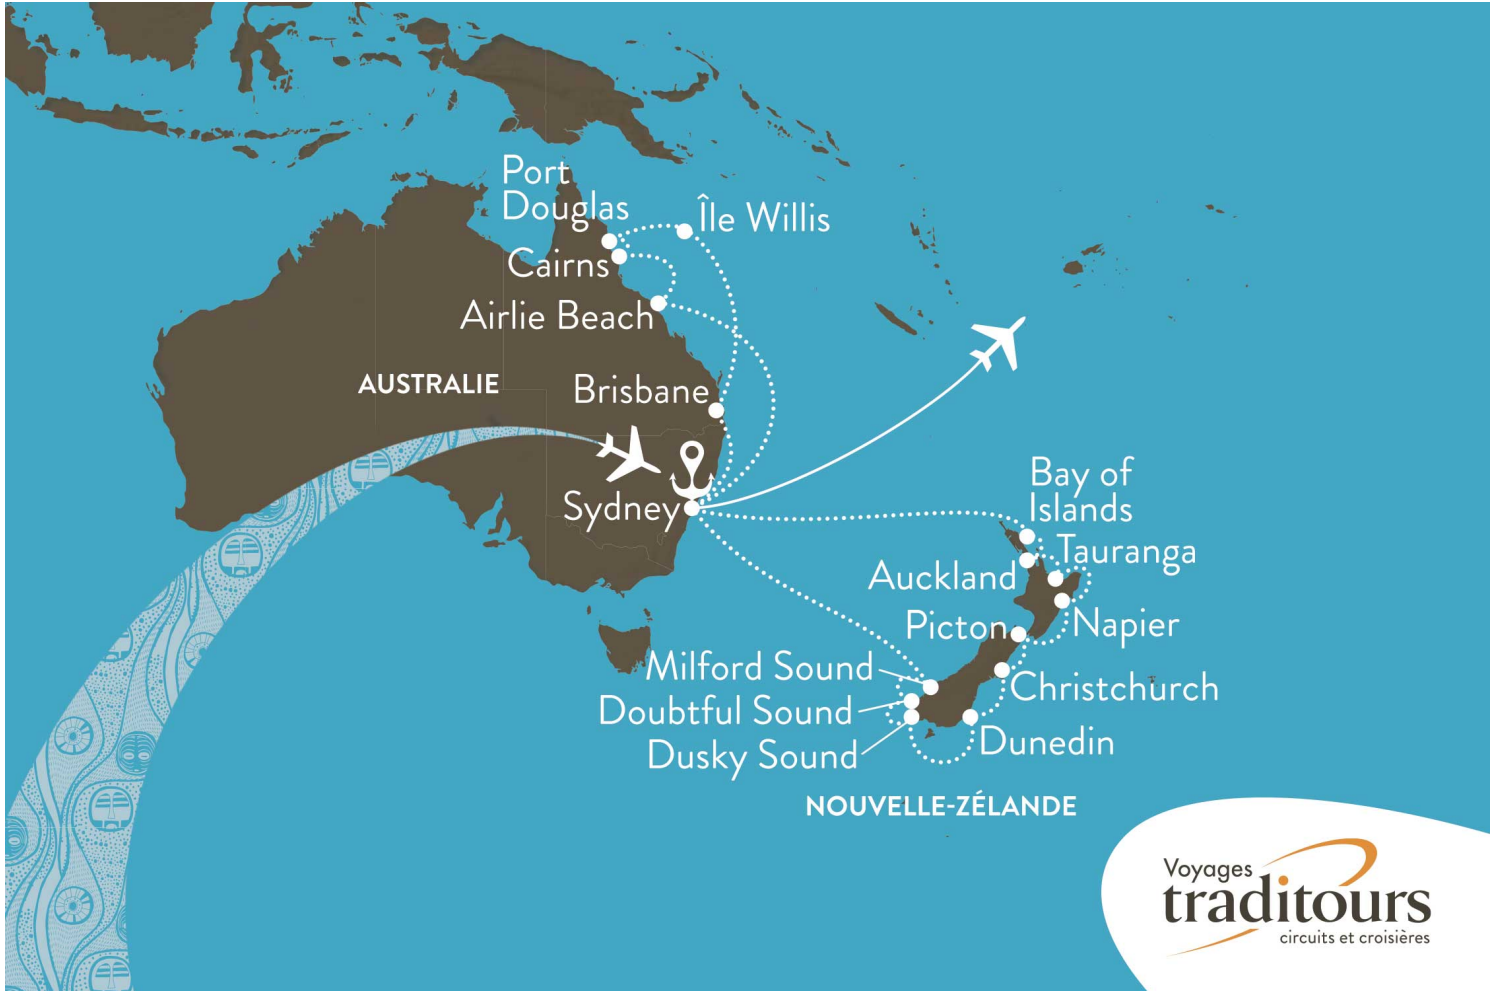 Port
Douglas
Île Willis
Cairns
Airlie Beach
AUSTRALIE
Brisbane
Sydney
Bay of
Islands
Tauranga
Auckland
Picton
Napier
Milford Sound
Christchurch
Doubtful Sound
Dusky Sound
Dunedin
NOUVELLE-ZÉLANDE
Voyages
traditours
circuits et croisières